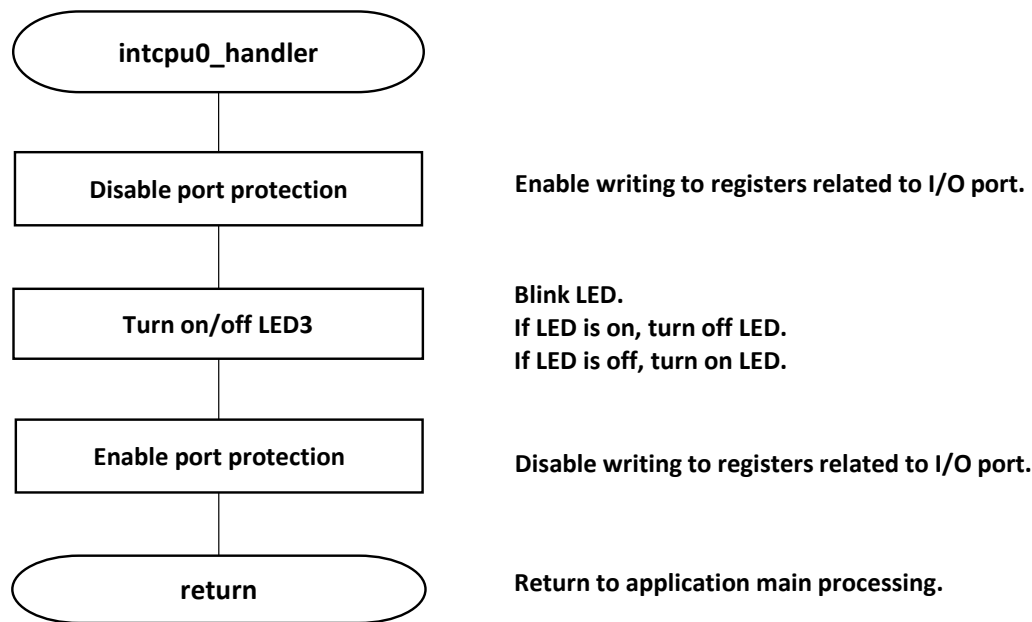 intcpu0_handler
Disable port protection
Enable writing to registers related to I/O port.
Turn on/off LED3
Blink LED.
If LED is on, turn off LED.
If LED is off, turn on LED.
Enable port protection
Disable writing to registers related to I/O port.
return
Return to application main processing.